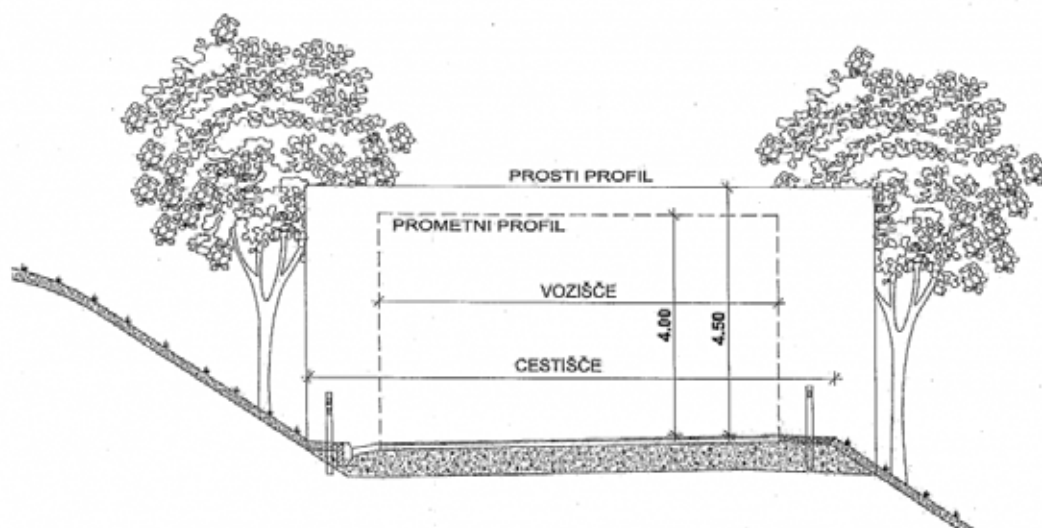 PROSTI PROFIL
PROMETNI PROFIL
VOZIŠČE
4.00
4.50
CESTIŠČE